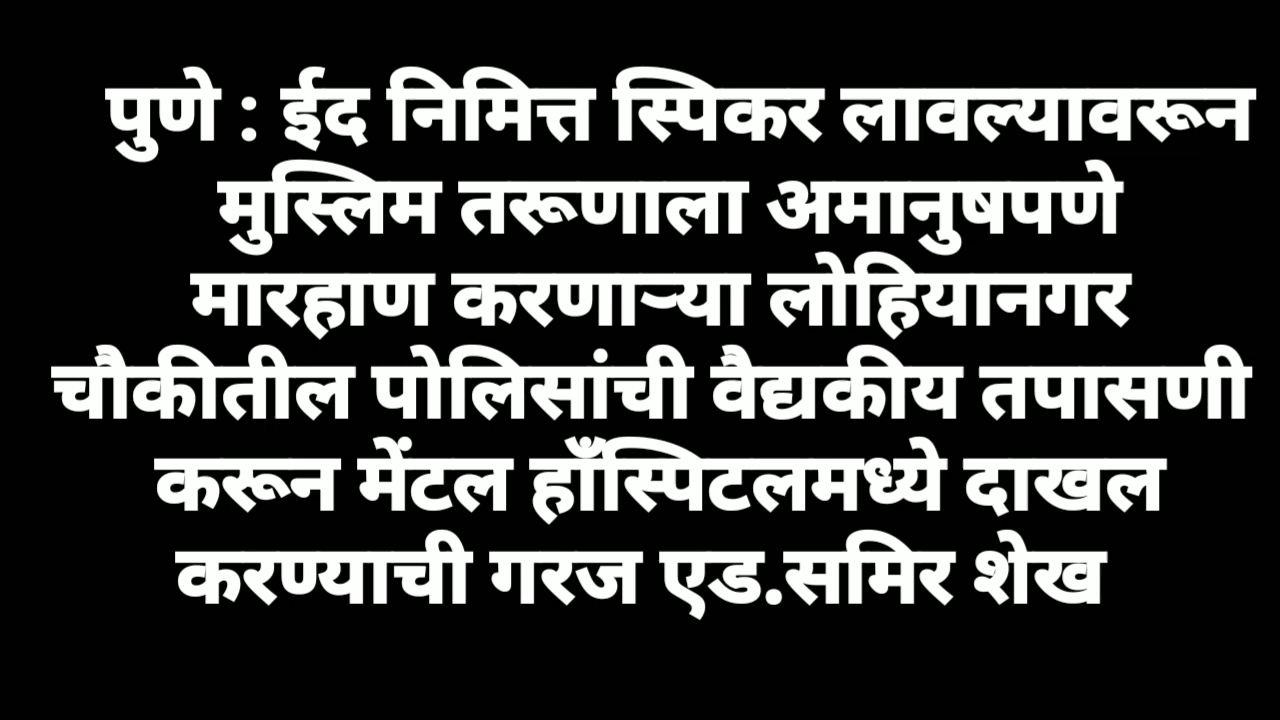 पुणे : ईद निमित्त स्पिकर लावल्यावरून
मुस्लिम तरूणाला अमानुषपणे
मारहाण करणाऱ्या लोहियानगर
चौकीतील पोलिसांची वैद्यकीय तपासणी
करून मेंटल हाँस्पिटलमध्ये दाखल
करण्याची गरज एड.समिर शेख